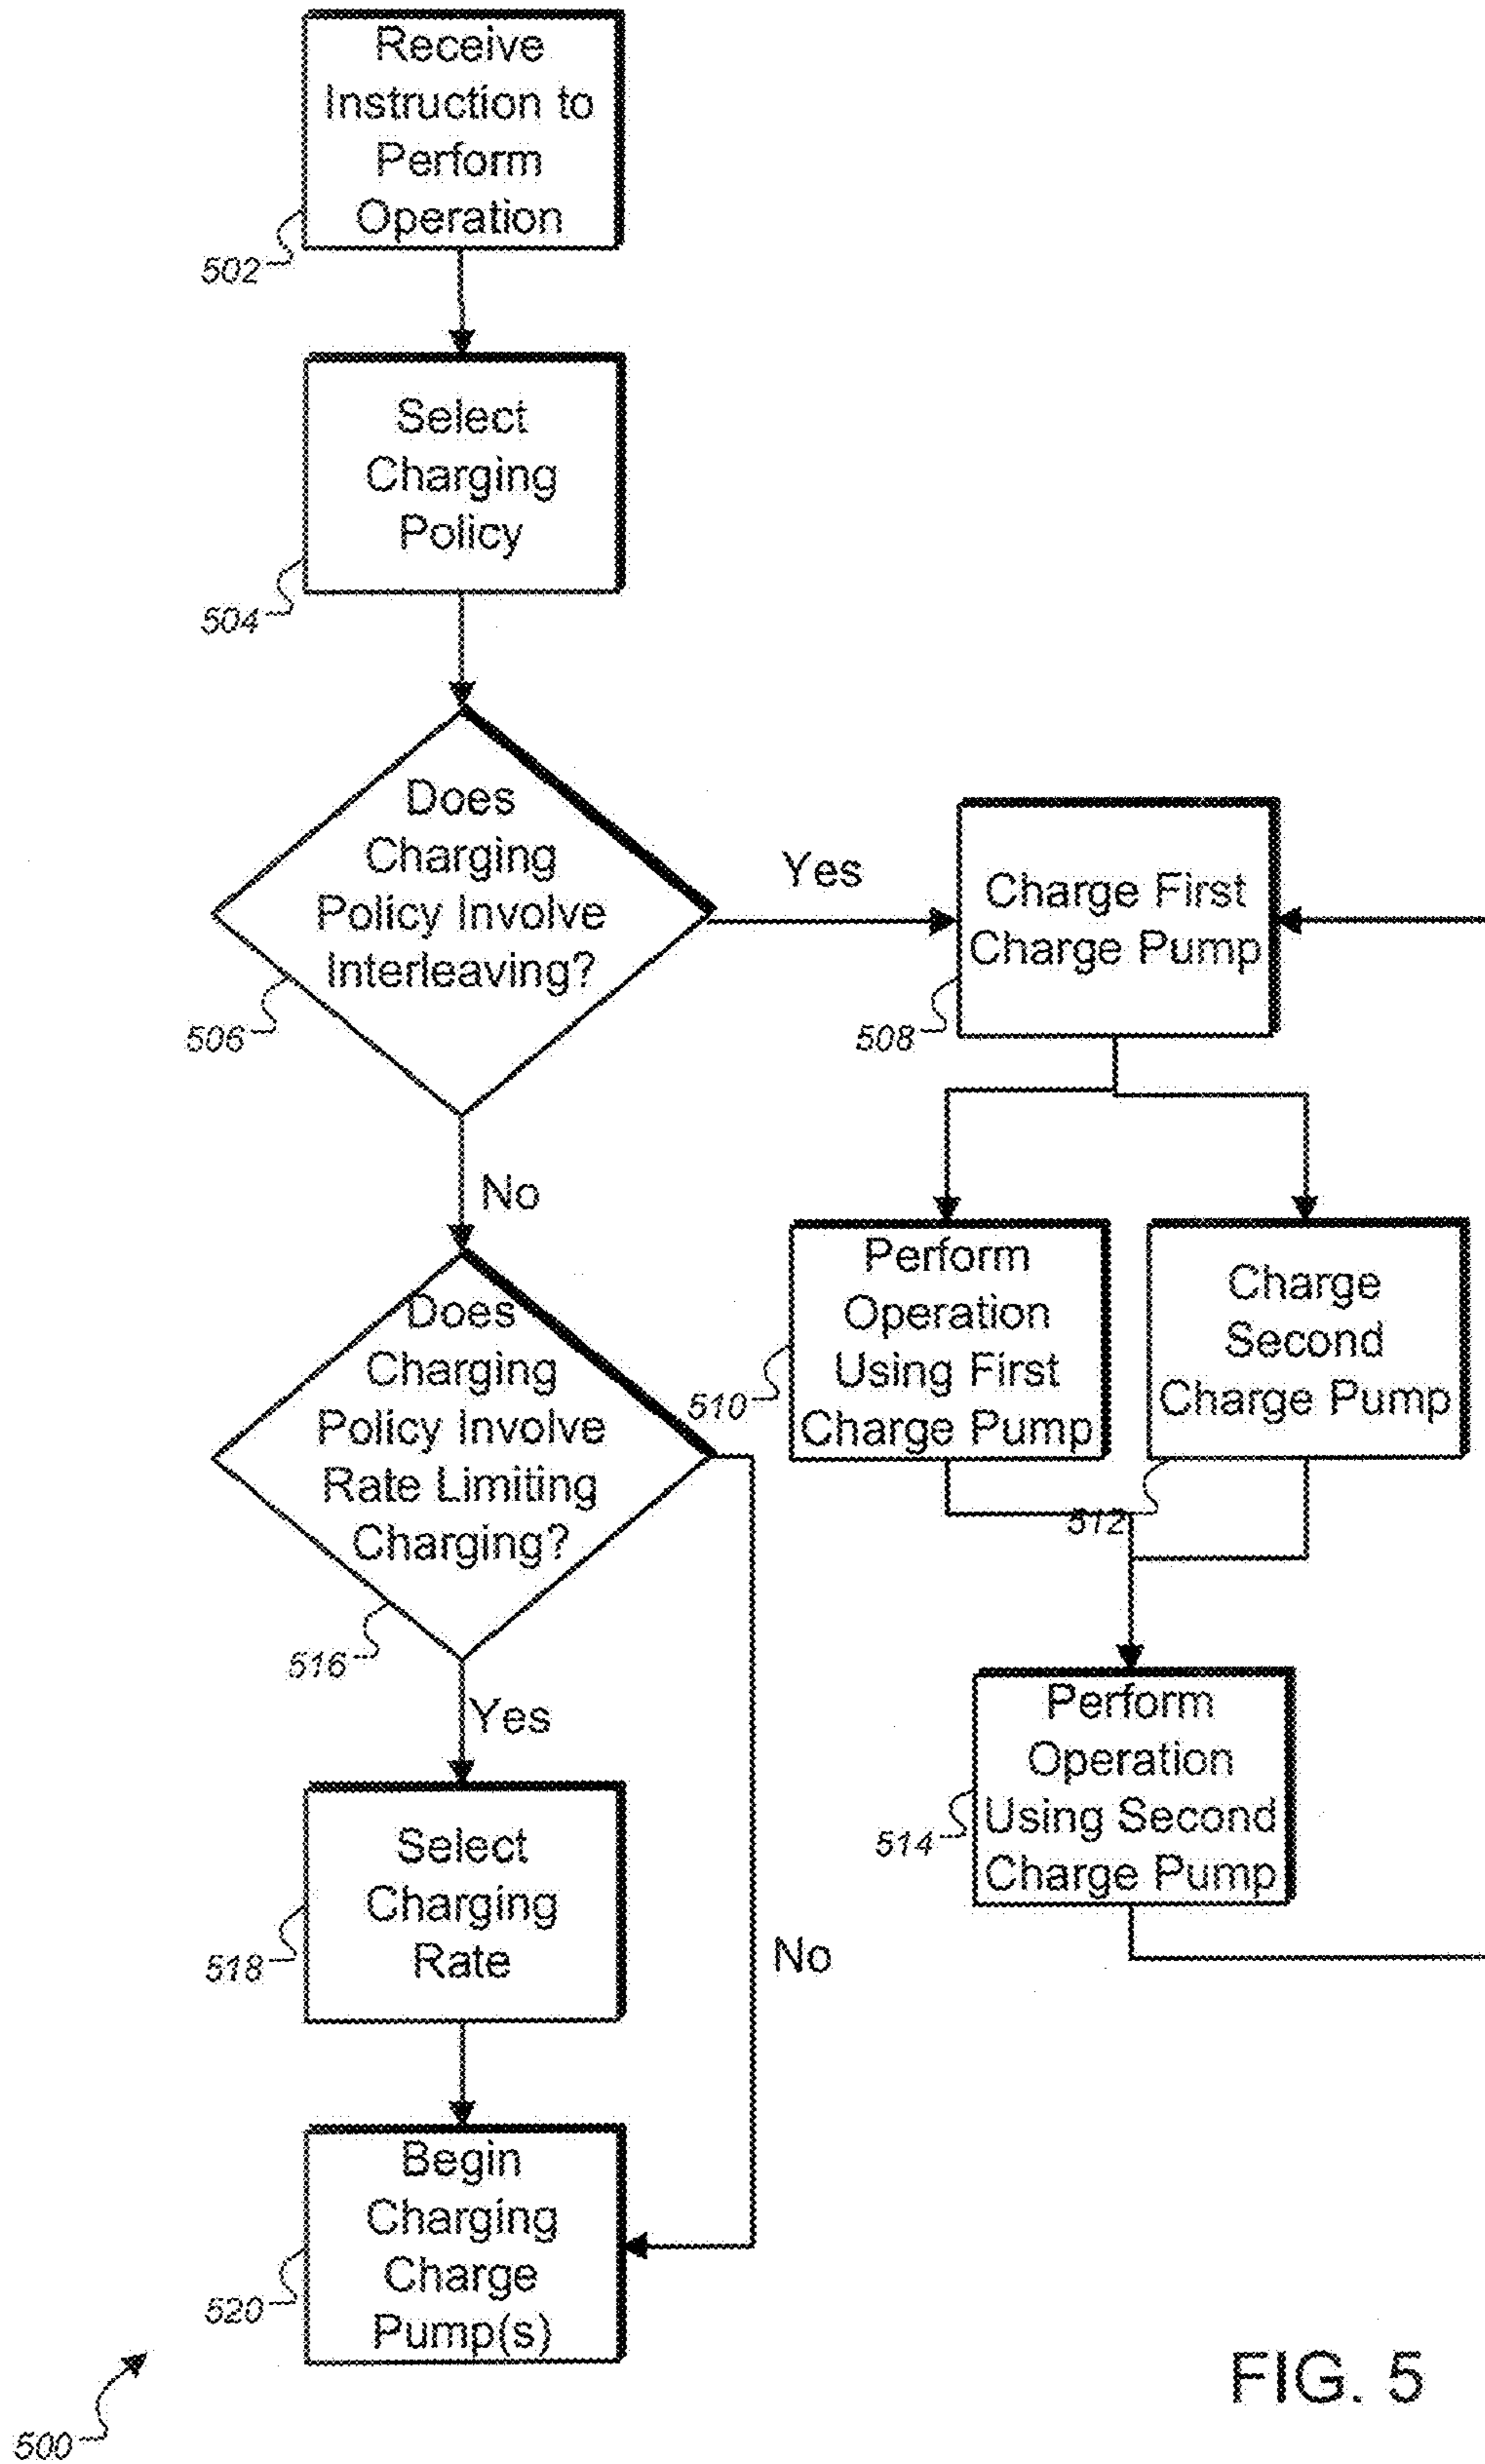 Receive
Instruction to
Perform
Operation
502
Select
Charging
Policy
504
Does
Charging
Policy Involve
Interleaving?
506
Yes
Charge First
Charge Pump
508
No
Perform
Operation
Using First
Charge Pump
510
Charge
Second
Charge Pump
512
Does
Charging
Policy Involve
Rate Limiting
Charging?
516
Yes
No
Perform
Operation
Using Second
Charge Pump
514
Select
Charging
Rate
518
Begin
Charging
Charge
Pump(s)
520
500
FIG. 5